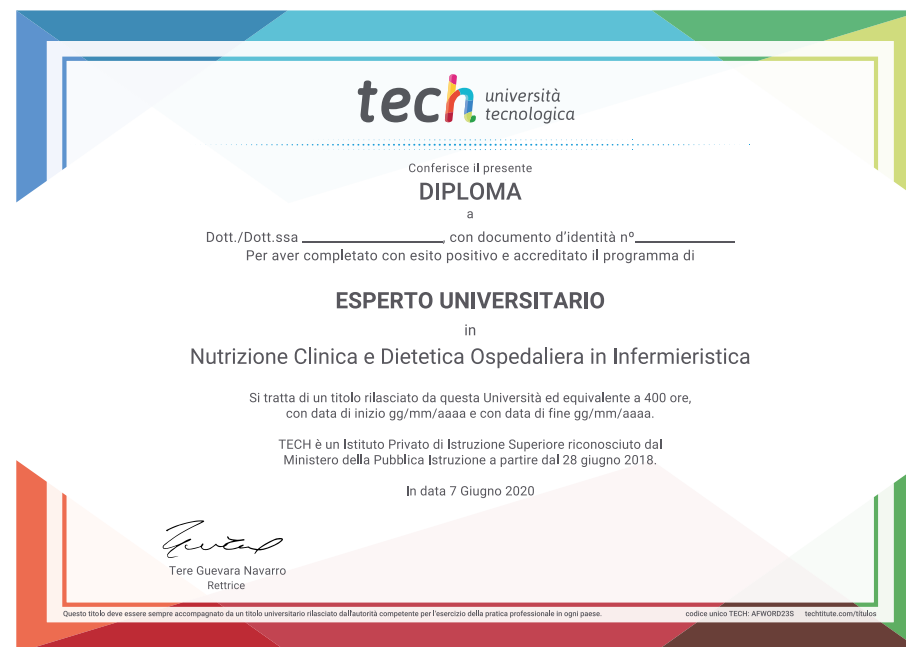 tech università
tecnologica
Conferisce il presente
DIPLOMA
a
Dott./Dott.ssa ____________________, con documento d'identità nº______________
Per aver completato con esito positivo e accreditato il programma di
ESPERTO UNIVERSITARIO
in
Nutrizione Clinica e Dietetica Ospedaliera in Infermieristica
Si tratta di un titolo rilasciato da questa Università ed equivalente a 400 ore,
con data di inizio gg/mm/aaaa e con data di fine gg/mm/aaaa.
TECH è un Istituto Privato di Istruzione Superiore riconosciuto dal
Ministero della Pubblica Istruzione a partire dal 28 giugno 2018.
In data 7 Giugno 2020
Tere Guevara Navarro
Rettrice
Questo titolo deve essere sempre accompagnato da un titolo universitario rilasciato dall'autorità competente per l'esercizio della pratica professionale in ogni paese. codice unico TECH: AFWORD23S techtitute.com/titulos